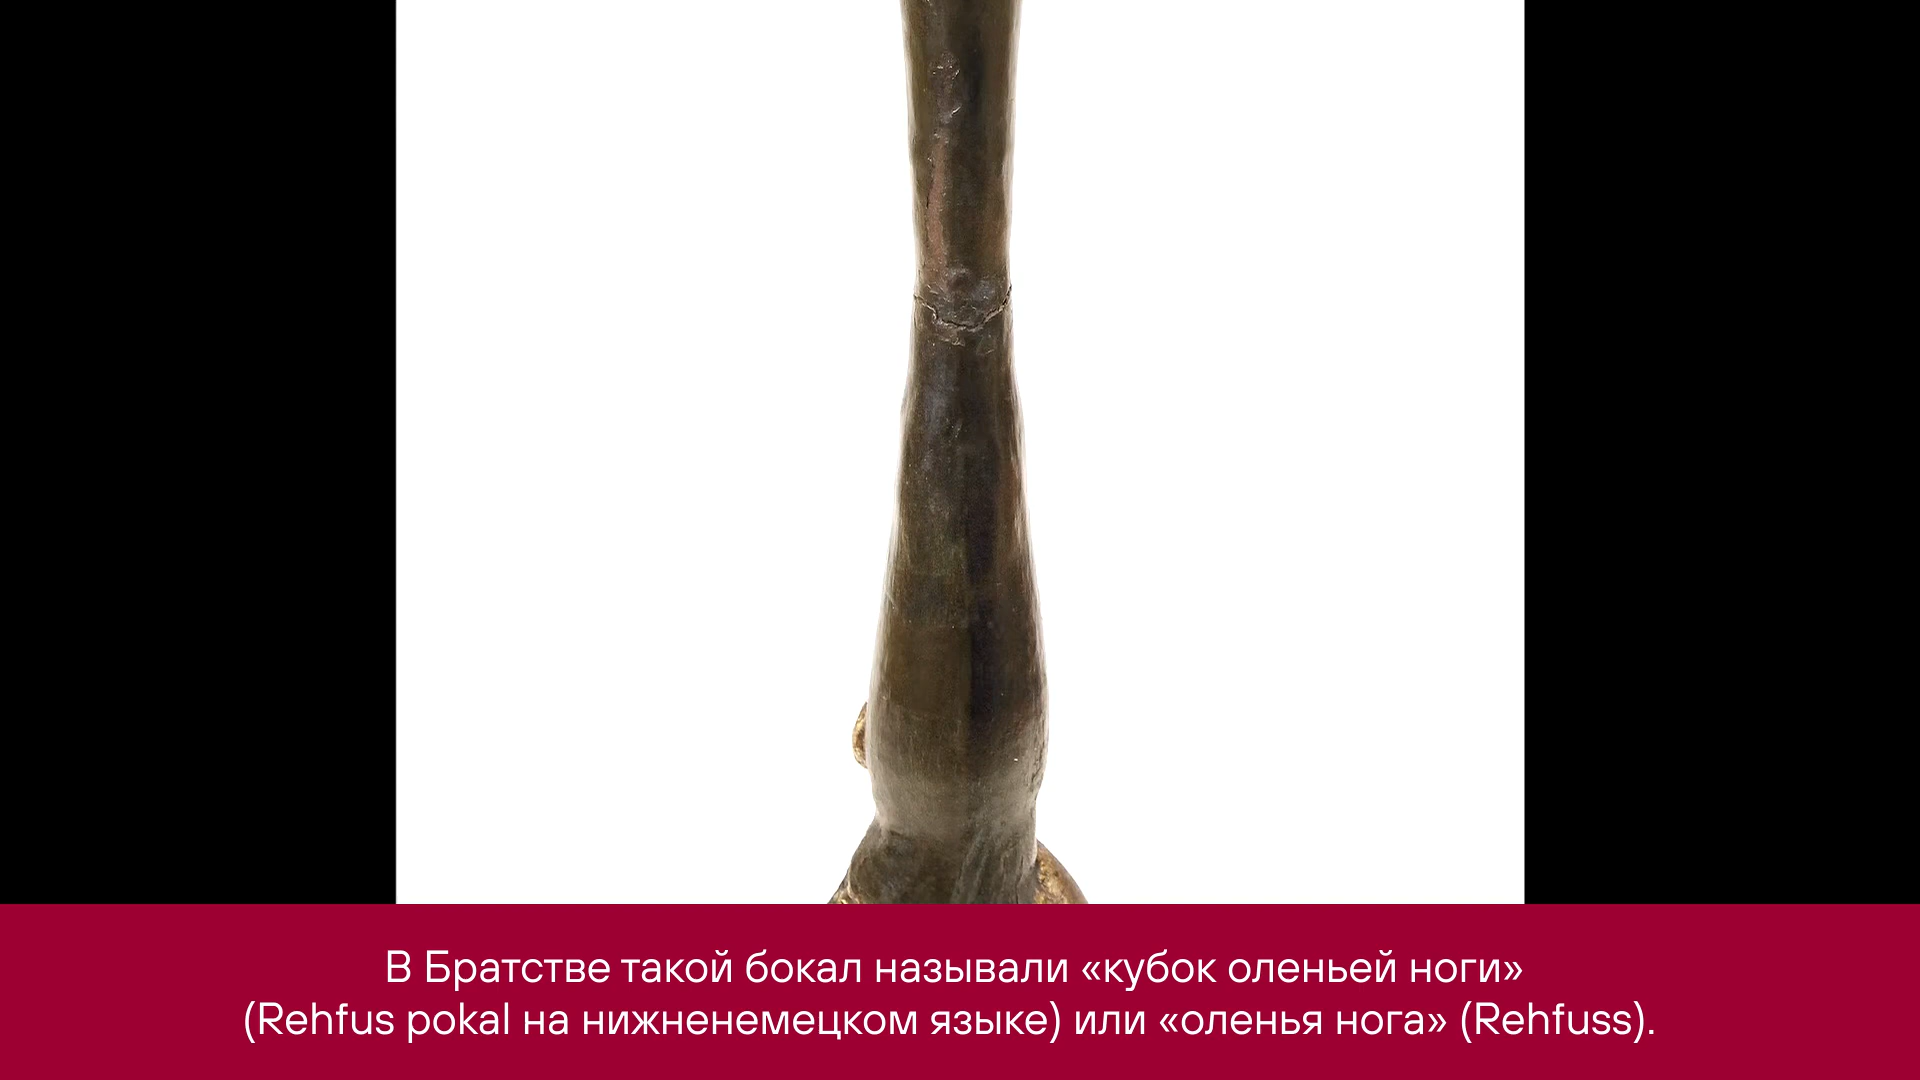 В Братстве такой бокал называли «кубок оленьей ноги»
(Rehfus pokal на нижненемецком языке) или «оленья нога» (Rehfuss).